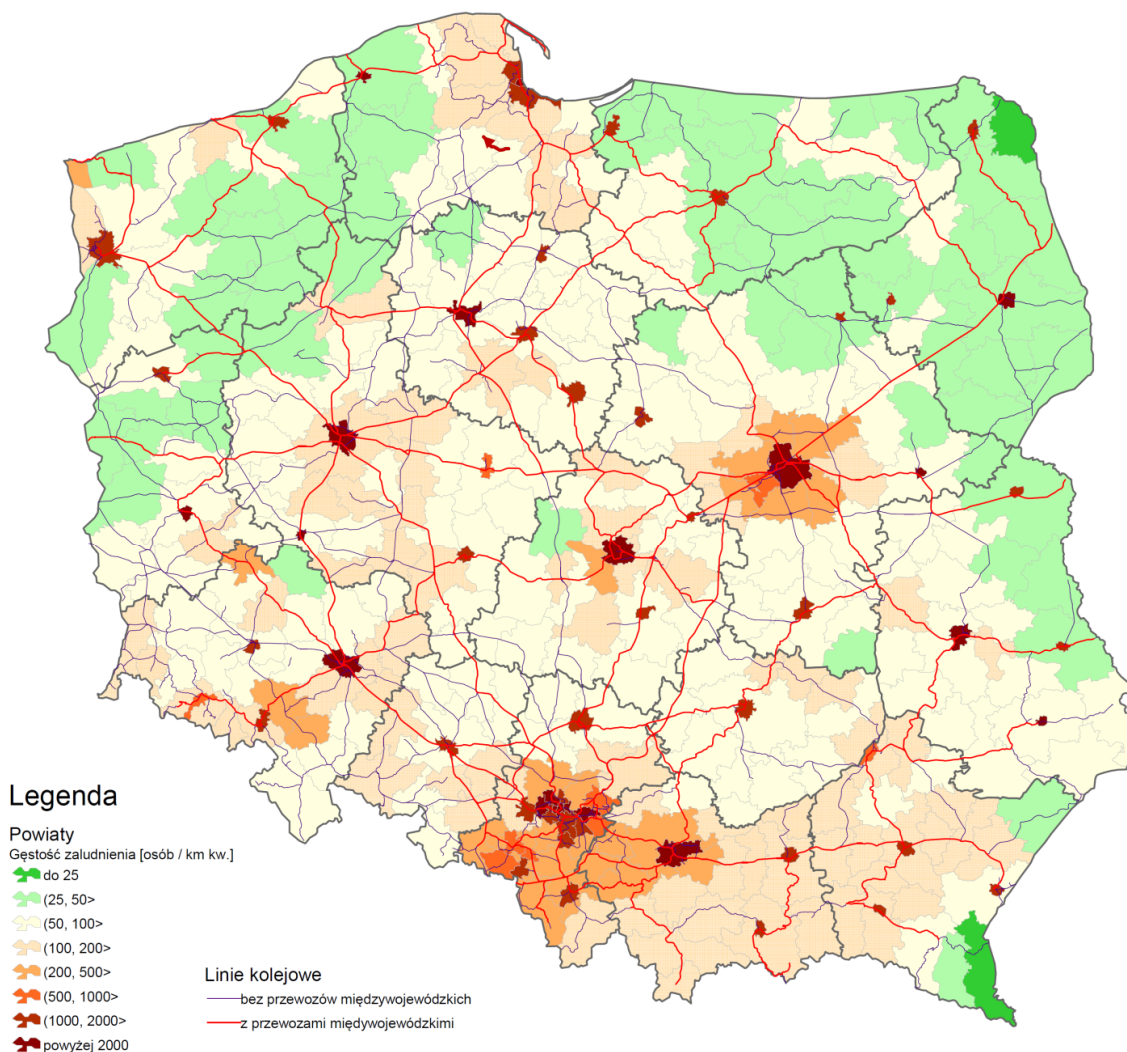 Legenda
Powiaty
Gęstość zaludnienia [osób / km kw.]
do 25
(25, 50>
(50, 100>
(100, 200>
(200, 500>
(500, 1000>
(1000, 2000>
powyżej 2000
Linie kolejowe
bez przewozów międzywojewódzkich
z przewozami międywojewódzkimi